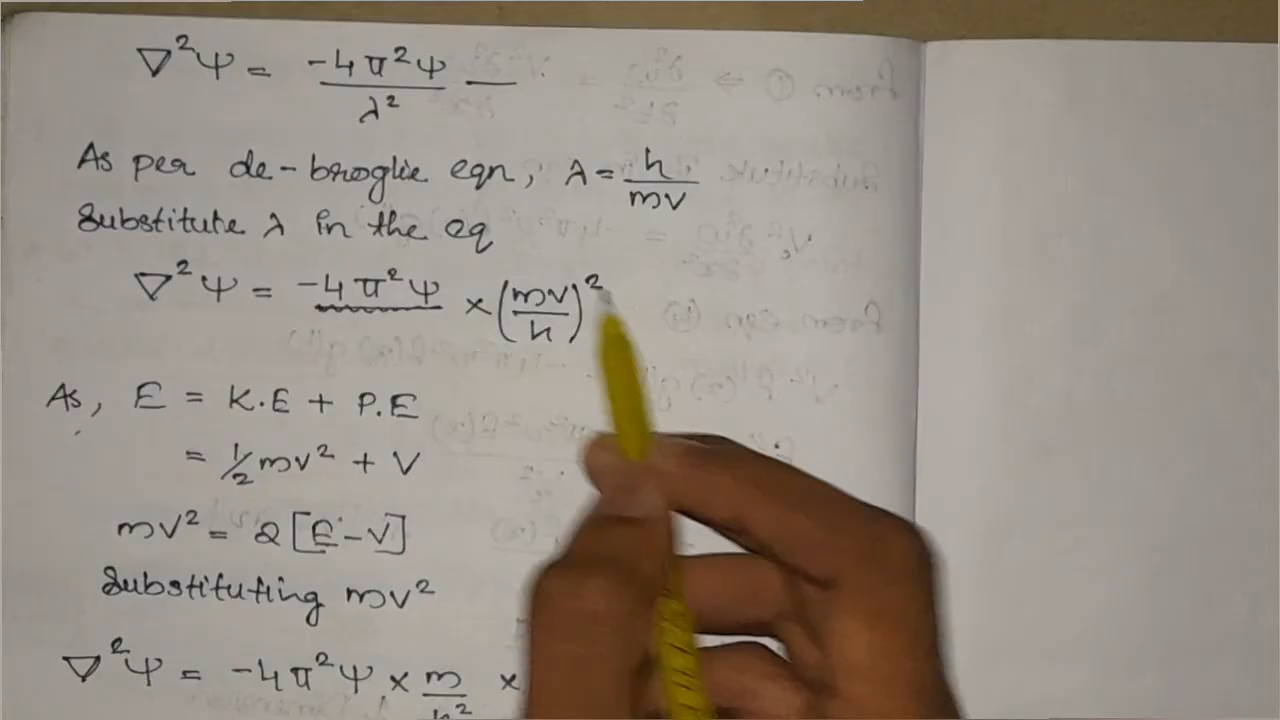 ∇²Ψ = -4π²Ψ / λ² —
As per de-broglie eqn, λ = h / mv
Substitute λ in the eq
∇²Ψ = -4π²Ψ × (mv / h)²
As, E = K.E + P.E
= ½mv² + V
mv² = 2[E-V]
Substituting mv²
∇²Ψ = -4π²Ψ × m / h² ×